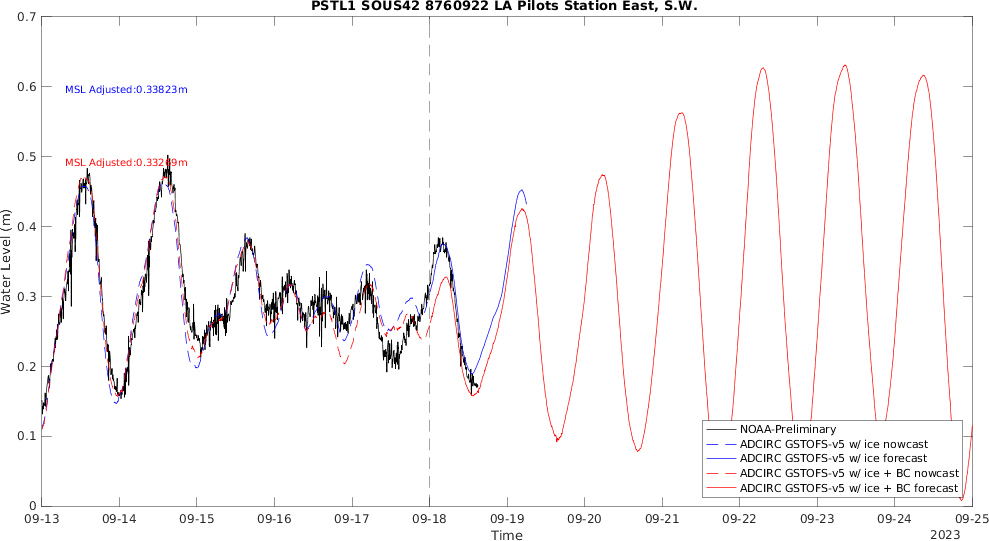 PSTL1 SOUS42 8760922 LA Pilots Station East, S.W.
0.7
0.6
0.5
0.4
0.3
0.2
0.1
0
Water Level (m)
MSL Adjusted:0.33823m
09-13
09-14
09-15
09-16
09-17
09-18
09-19
09-20
09-21
09-22
09-23
09-24
09-25
Time
2023
NOAA-Preliminary
ADCIRC GSTOFS-v5 w/ ice nowcast
ADCIRC GSTOFS-v5 w/ ice forecast
ADCIRC GSTOFS-v5 w/ ice + BC nowcast
ADCIRC GSTOFS-v5 w/ ice + BC forecast
MSL Adjusted: